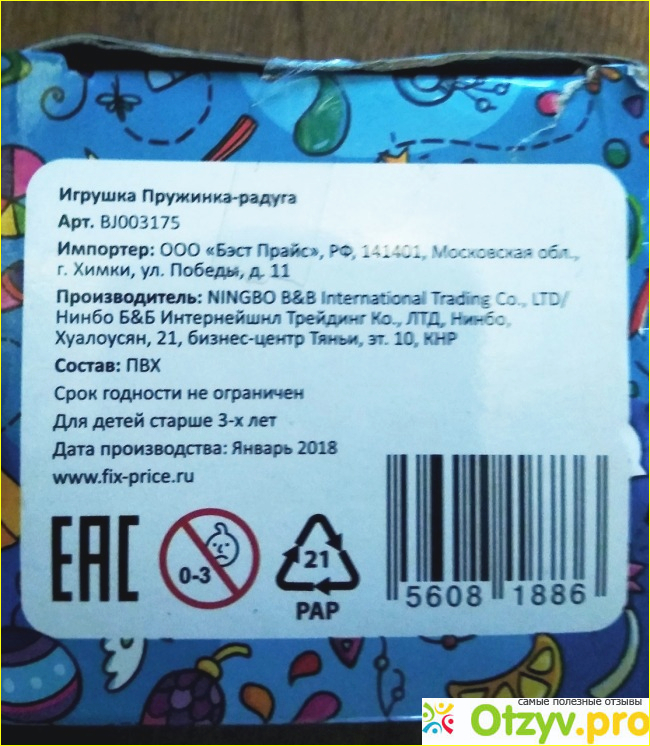 Игрушка Пружинка-радуга
Арт. BJ003175
Импортер: ООО «Бэст Прайс», РФ, 141401, Московская обл.,
г. Химки, ул. Победы, д. 11
Производитель: NINGBO B&B International Trading Co., LTD/
Нинбо Б&Б Интернейшнл Трейдинг Ко., ЛТД, Нинбо,
Хуалоусян, 21, бизнес-центр Тяньи, эт. 10, КНР
Состав: ПВХ
Срок годности не ограничен
Для детей старше 3-х лет
Дата производства: Январь 2018
www.fix-price.ru
EAC
0-3
21
PAP
5608 1886
самые полезные отзывы
Otzyv.pro